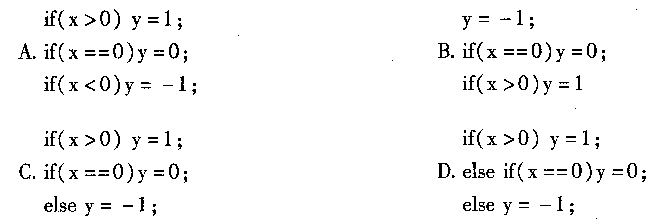 if(x>0) y=1;
A. if(x==0)y=0;
if(x<0)y= -1;
y= -1;
B. if(x==0)y=0;
if(x>0)y=1
if(x>0) y=1;
C. if(x==0)y=0;
else y= -1;
if(x>0) y=1;
D. else if(x==0)y=0;
else y= -1;